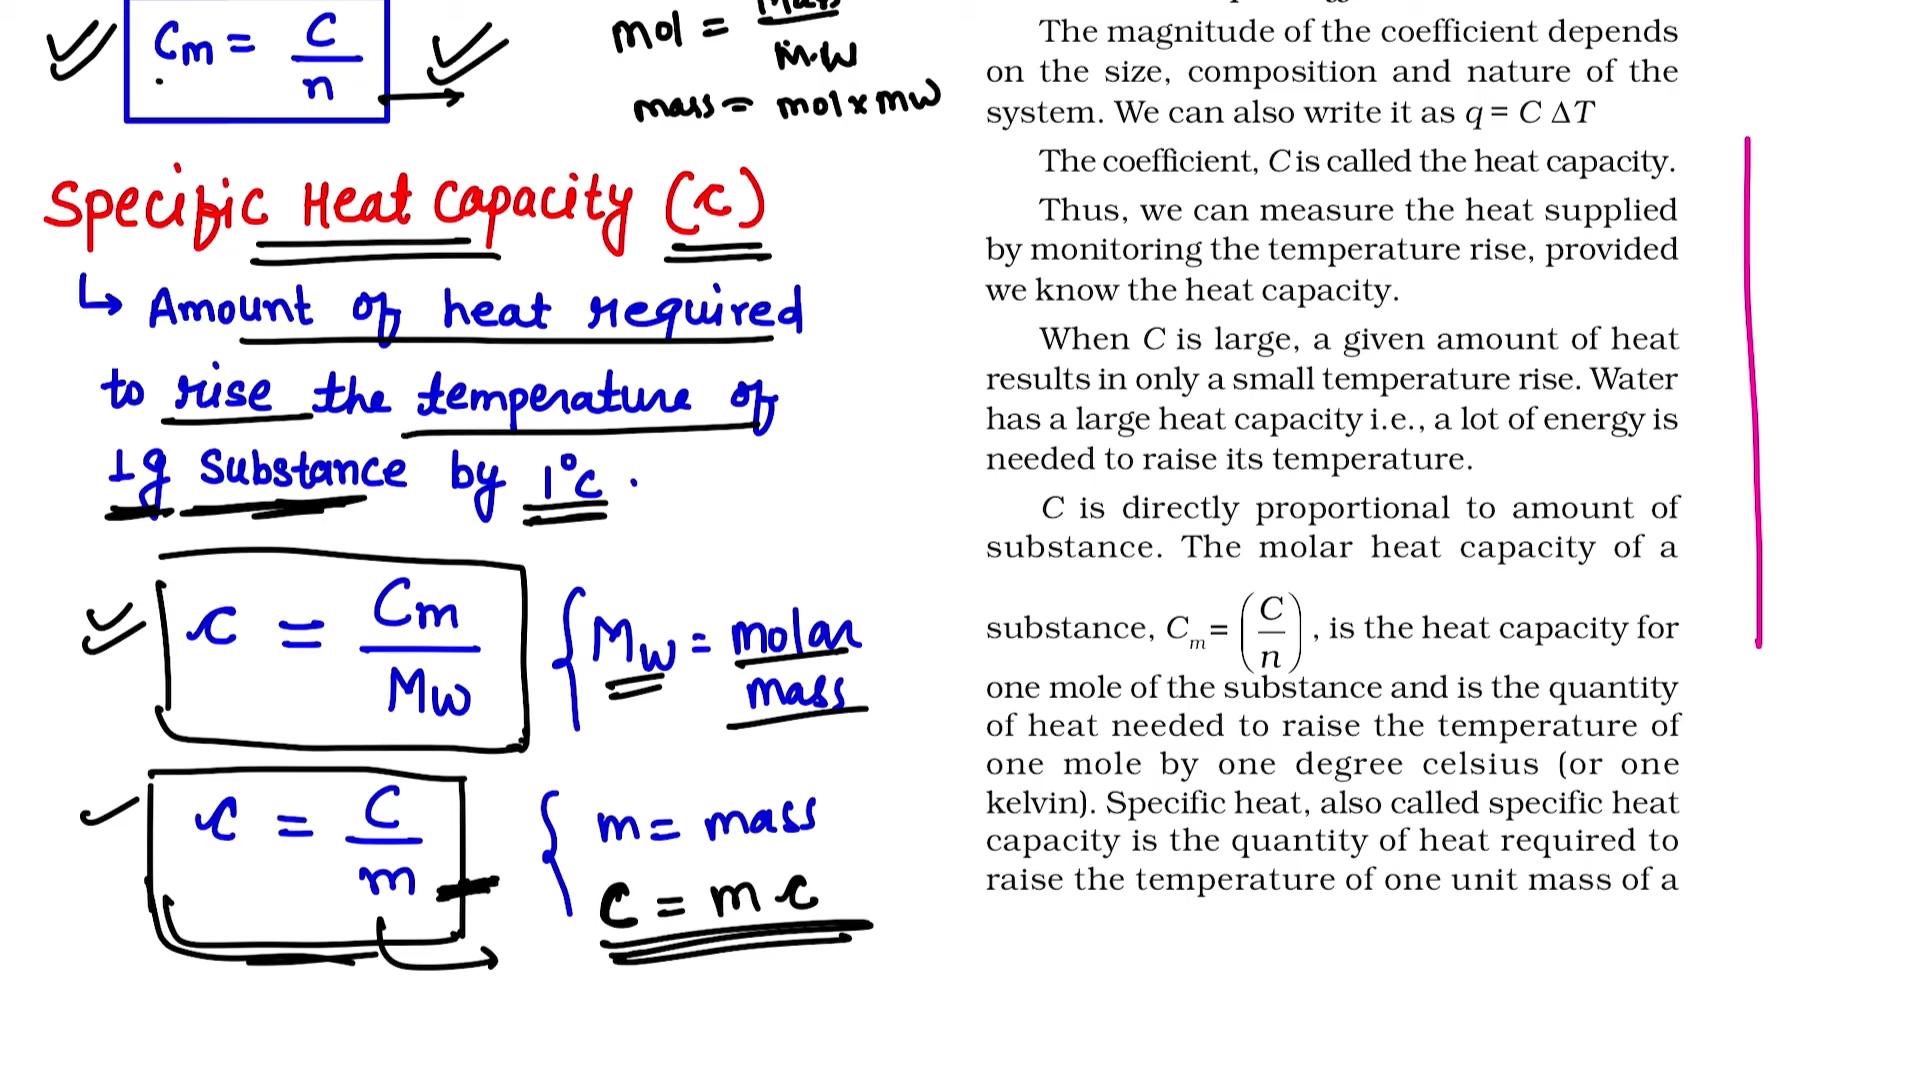 Cm = C / n
mol = Mass / M.W
mass = mol x mw
Specific Heat Capacity (c)
↳ Amount of heat required
to rise the temperature of
1g Substance by 1°c .
c = Cm / Mw { Mw = molar mass
c = C / m { m = mass
C = m c
The magnitude of the coefficient depends
on the size, composition and nature of the
system. We can also write it as q = C ΔT
The coefficient, C is called the heat capacity.
Thus, we can measure the heat supplied
by monitoring the temperature rise, provided
we know the heat capacity.
When C is large, a given amount of heat
results in only a small temperature rise. Water
has a large heat capacity i.e., a lot of energy is
needed to raise its temperature.
C is directly proportional to amount of
substance. The molar heat capacity of a
substance, Cm = (C / n), is the heat capacity for
one mole of the substance and is the quantity
of heat needed to raise the temperature of
one mole by one degree celsius (or one
kelvin). Specific heat, also called specific heat
capacity is the quantity of heat required to
raise the temperature of one unit mass of a